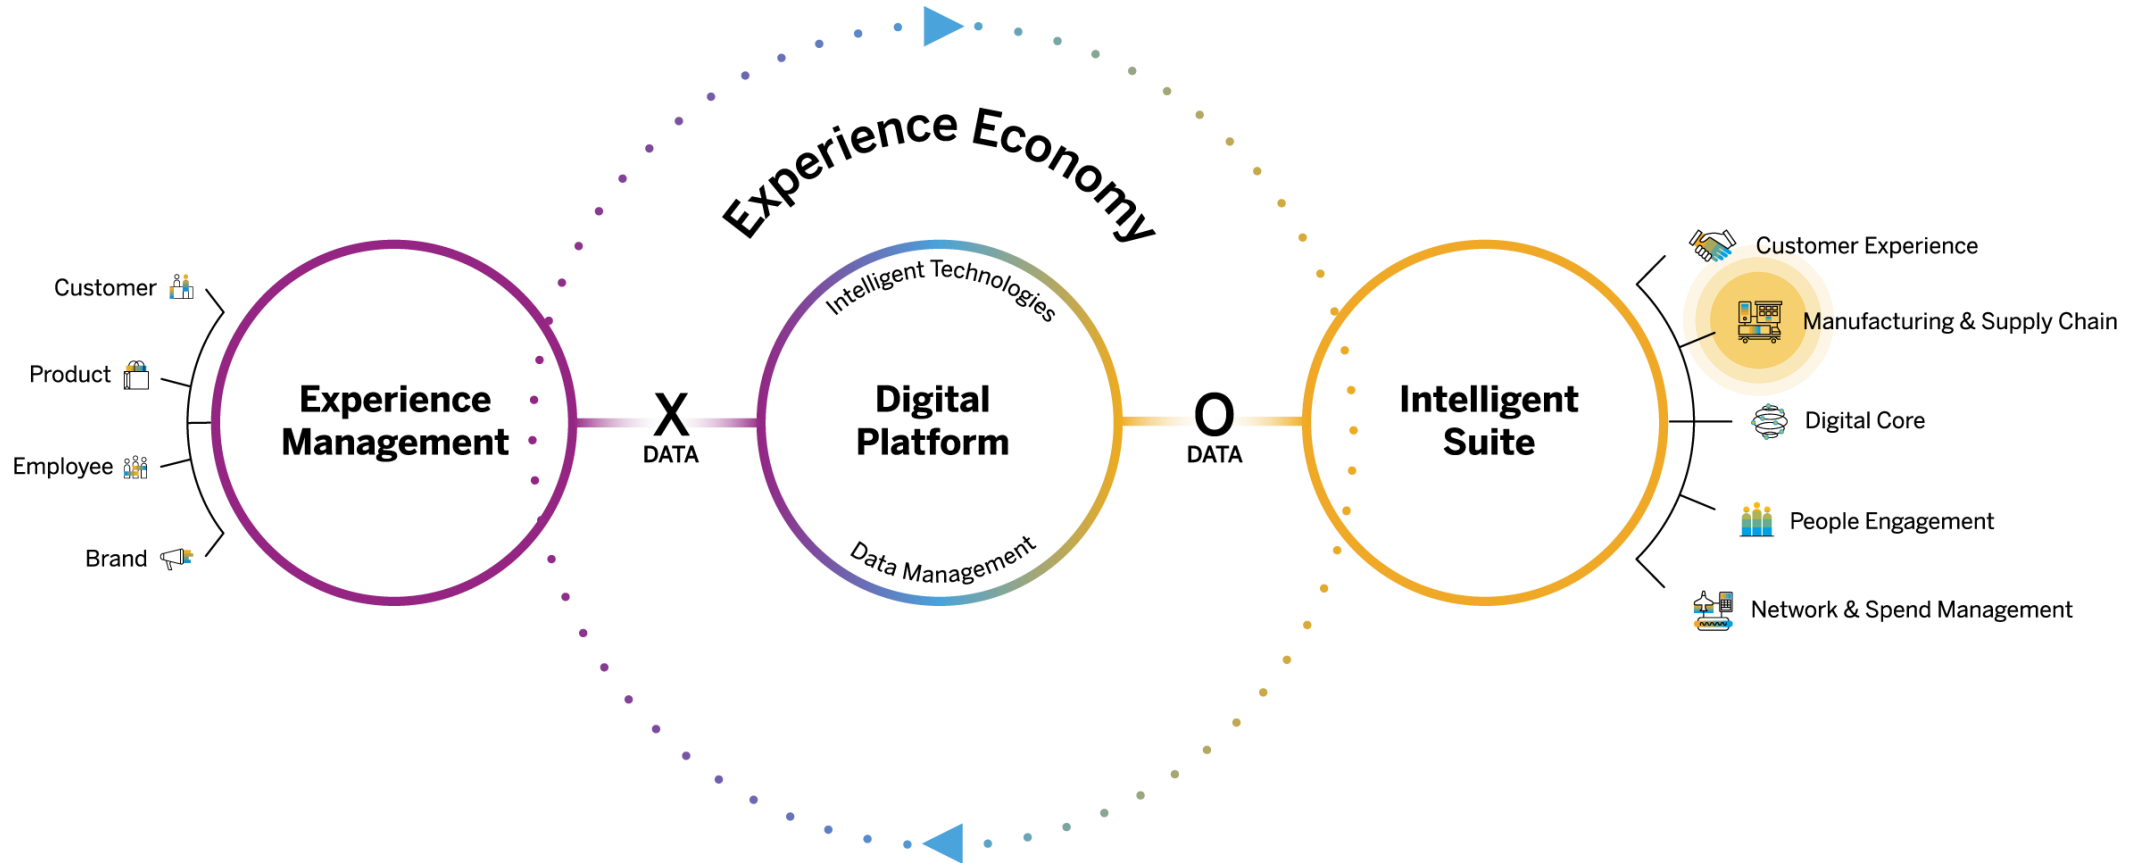 Experience Economy
Customer
Product
Employee
Brand
Experience
Management
X
DATA
Intelligent Technologies
Digital
Platform
Data Management
O
DATA
Intelligent
Suite
Customer Experience
Manufacturing & Supply Chain
Digital Core
People Engagement
Network & Spend Management